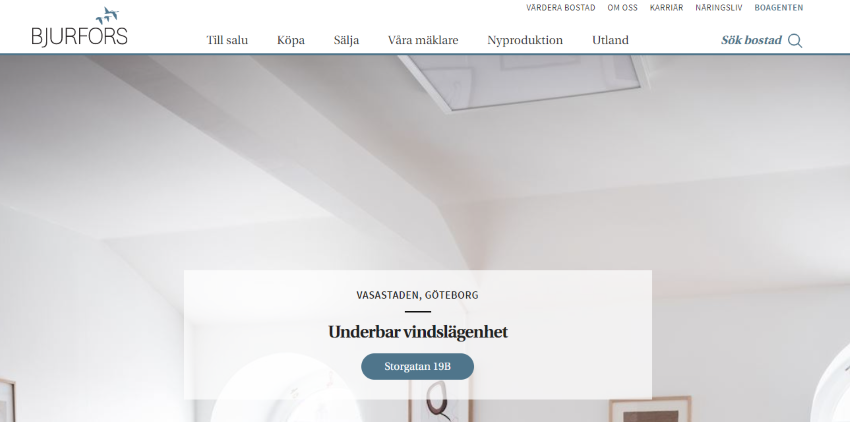 VÄRDERA BOSTAD OM OSS KARRIÄR NÄRINGSLIV BOAGENTEN
BJURFORS
Till salu Köpa Sälja Våra mäklare Nyproduktion Utland Sök bostad
VASASTADEN, GÖTEBORG
Underbar vindslägenhet
Storgatan 19B